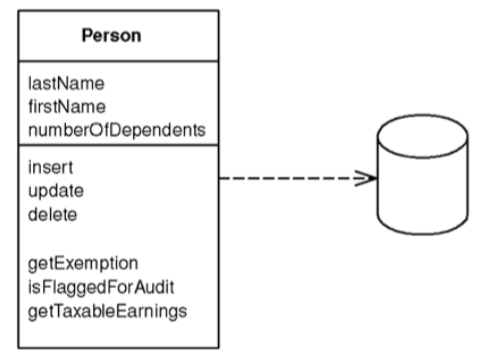 Person
lastName
firstName
numberOfDependents
insert
update
delete
getExemption
isFlaggedForAudit
getTaxableEarnings